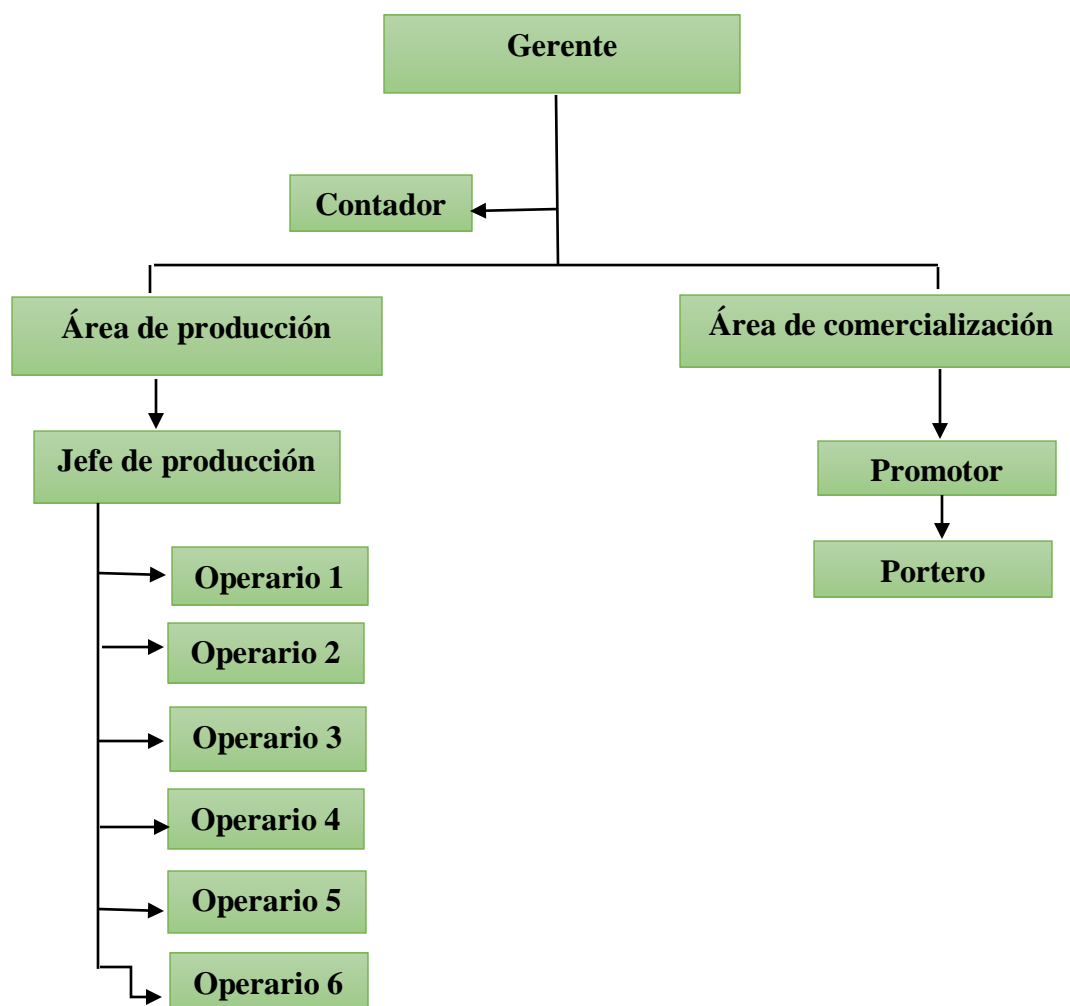 Gerente
Contador
Área de producción
Área de comercialización
Jefe de producción
Promotor
Portero
Operario 1
Operario 2
Operario 3
Operario 4
Operario 5
Operario 6